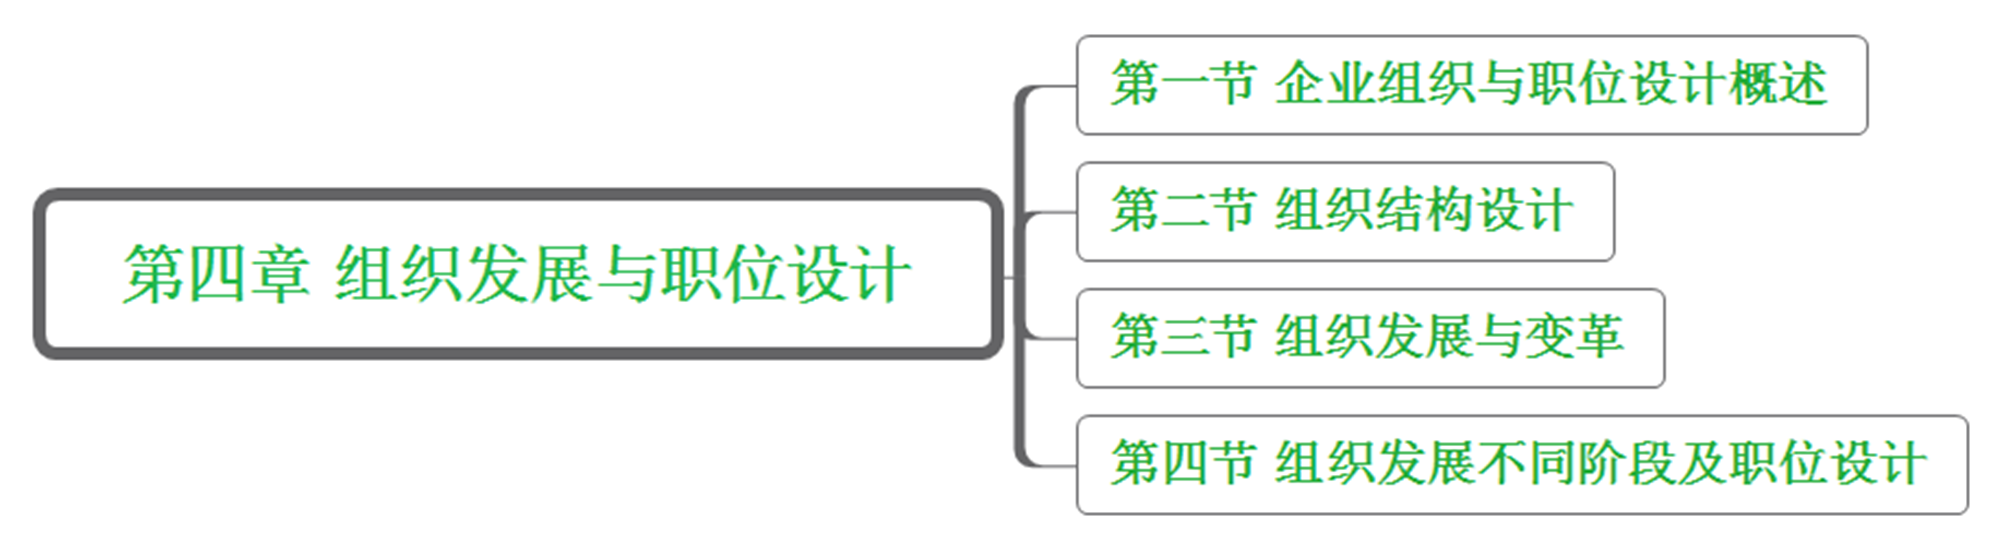 第四章 组织发展与职位设计
第一节 企业组织与职位设计概述
第二节 组织结构设计
第三节 组织发展与变革
第四节 组织发展不同阶段及职位设计